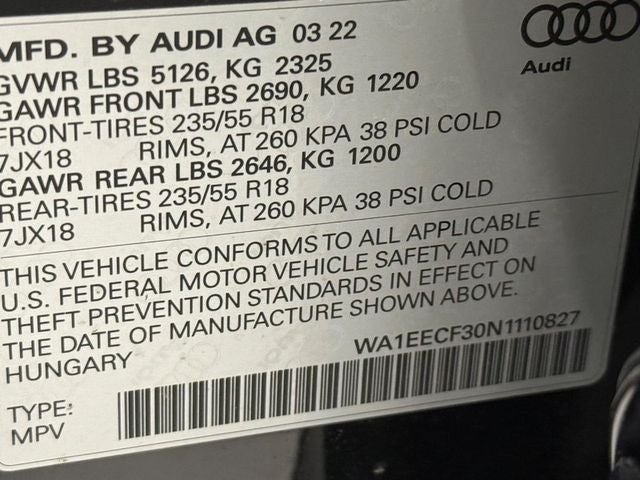 MFD. BY AUDI AG 03 22
GVWR LBS 5126, KG 2325
GAWR FRONT LBS 2690, KG 1220
FRONT-TIRES 235/55 R18
7JX18 RIMS, AT 260 KPA 38 PSI COLD
GAWR REAR LBS 2646, KG 1200
REAR-TIRES 235/55 R18
7JX18 RIMS, AT 260 KPA 38 PSI COLD
Audi
THIS VEHICLE CONFORMS TO ALL APPLICABLE
U.S. FEDERAL MOTOR VEHICLE SAFETY AND
THEFT PREVENTION STANDARDS IN EFFECT ON
THE DATE OF MANUFACTURE SHOWN ABOVE.
HUNGARY WA1EECF30N1110827
TYPE:
MPV